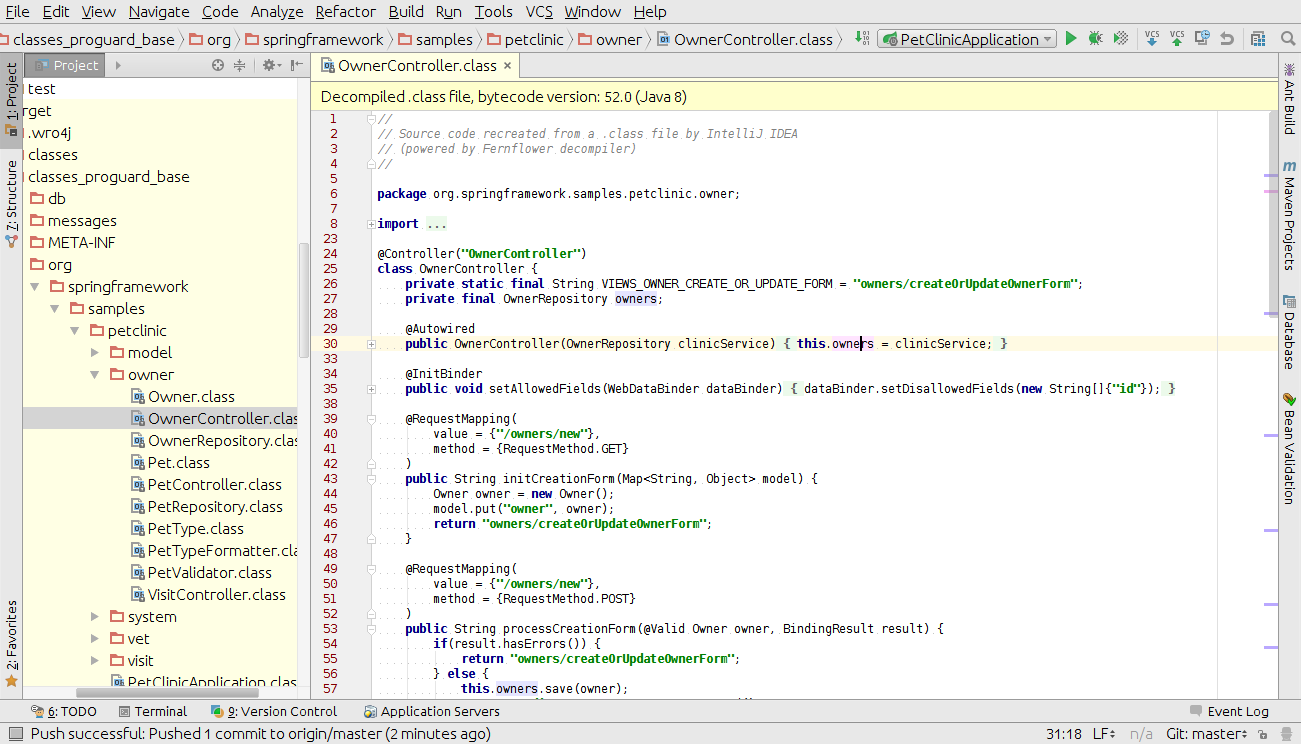 File Edit View Navigate Code Analyze Refactor Build Run Tools VCS Window Help
classes_proguard_base org springframework samples petclinic owner OwnerController.class PetClinicApplication VCS VCS
Project
OwnerController.class ×
Decompiled .class file, bytecode version: 52.0 (Java 8)
1: Project
7: Structure
2: Favorites
test
rget
.wro4j
classes
classes_proguard_base
db
messages
META-INF
org
springframework
samples
petclinic
model
owner
Owner.class
OwnerController.clas
OwnerRepository.clas
Pet.class
PetController.class
PetRepository.class
PetType.class
PetTypeFormatter.cla
PetValidator.class
VisitController.class
system
vet
visit
PetClinicApplication.class
1 //
2 // Source code recreated from a .class file by IntelliJ IDEA
3 // (powered by Fernflower decompiler)
4 //
5
6 package org.springframework.samples.petclinic.owner;
7
8 import ...
23
24 @Controller("OwnerController")
25 class OwnerController {
26 private static final String VIEWS_OWNER_CREATE_OR_UPDATE_FORM = "owners/createOrUpdateOwnerForm";
27 private final OwnerRepository owners;
28
29 @Autowired
30 public OwnerController(OwnerRepository clinicService) { this.owners = clinicService; }
33
34 @InitBinder
35 public void setAllowedFields(WebDataBinder dataBinder) { dataBinder.setDisallowedFields(new String[]{"id"}); }
38
39 @RequestMapping(
40 value = {"/owners/new"},
41 method = {RequestMethod.GET}
42 )
43 public String initCreationForm(Map<String, Object> model) {
44 Owner owner = new Owner();
45 model.put("owner", owner);
46 return "owners/createOrUpdateOwnerForm";
47 }
48
49 @RequestMapping(
50 value = {"/owners/new"},
51 method = {RequestMethod.POST}
52 )
53 public String processCreationForm(@Valid Owner owner, BindingResult result) {
54 if(result.hasErrors()) {
55 return "owners/createOrUpdateOwnerForm";
56 } else {
57 this.owners.save(owner);
Ant Build
m Maven Projects
Database
Bean Validation
6: TODO Terminal 9: Version Control Application Servers Event Log
Push successful: Pushed 1 commit to origin/master (2 minutes ago) 31:18 LF n/a Git: master